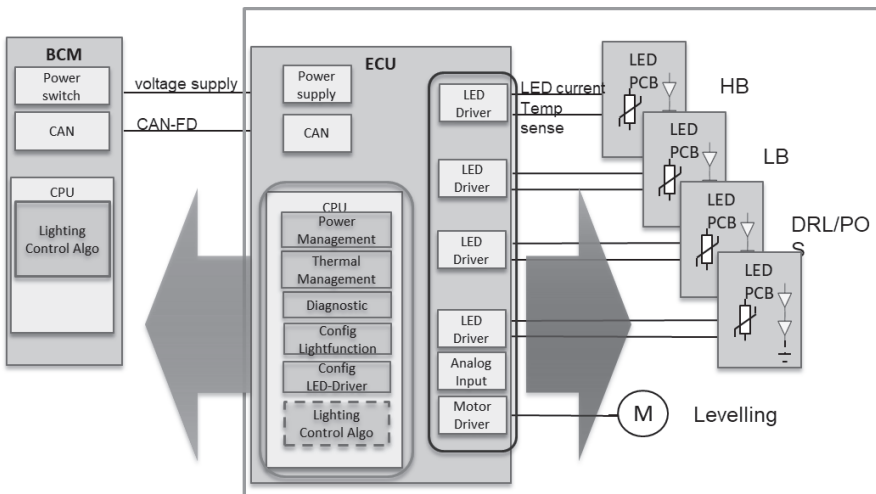 BCM
Power
switch
CAN
CPU
Lighting
Control Algo
voltage supply
CAN-FD
ECU
Power
supply
CAN
CPU
Power
Management
Thermal
Management
Diagnostic
Config
Lightfunction
Config
LED-Driver
Lighting
Control Algo
LED
Driver
LED
Driver
LED
Driver
LED
Driver
Analog
Input
Motor
Driver
LED current
Temp
sense
LED
PCB
HB
LED
PCB
LB
LED
PCB
DRL/PO
S
LED
PCB
M
Levelling